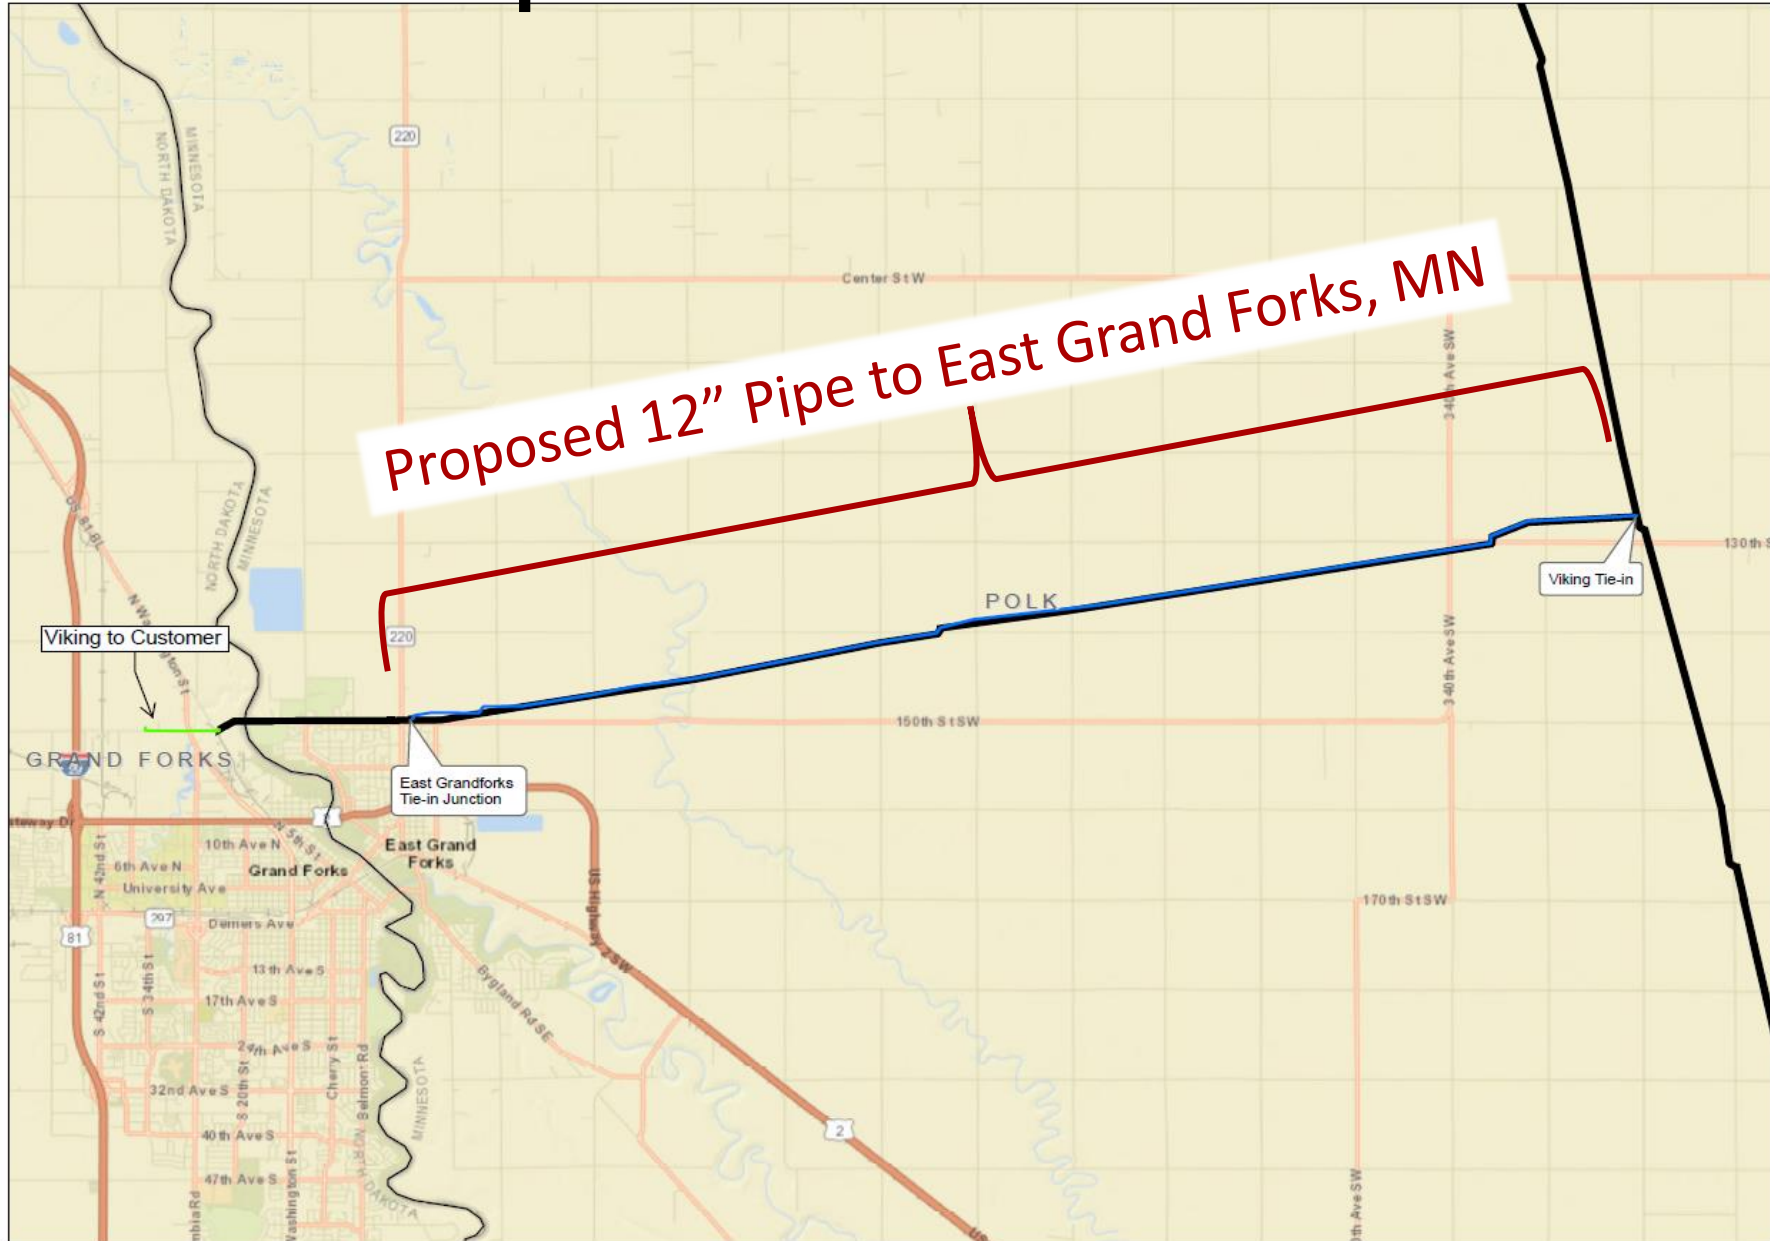 220
NORTH DAKOTA
MINNESOTA
Center St W
Proposed 12” Pipe to East Grand Forks, MN
340th Ave SW
US 81-BL
NORTH DAKOTA
MINNESOTA
130th S
Viking Tie-in
POLK
Viking to Customer
220
340th Ave SW
150th St SW
GRAND FORKS
East Grandforks
Tie-in Junction
N 5th St
10th Ave N
East Grand
Forks
6th Ave N
Grand Forks
University Ave
N 42nd St
US Highway 2 SW
170th St SW
297
Demers Ave
81
13th Ave S
S 34th St
S 42nd St
17th Ave S
Bygland Rd SE
24th Ave S
32nd Ave S
S 20th St
Cherry St
Belmont Rd
MINNESOTA
40th Ave S
2
47th Ave S
US